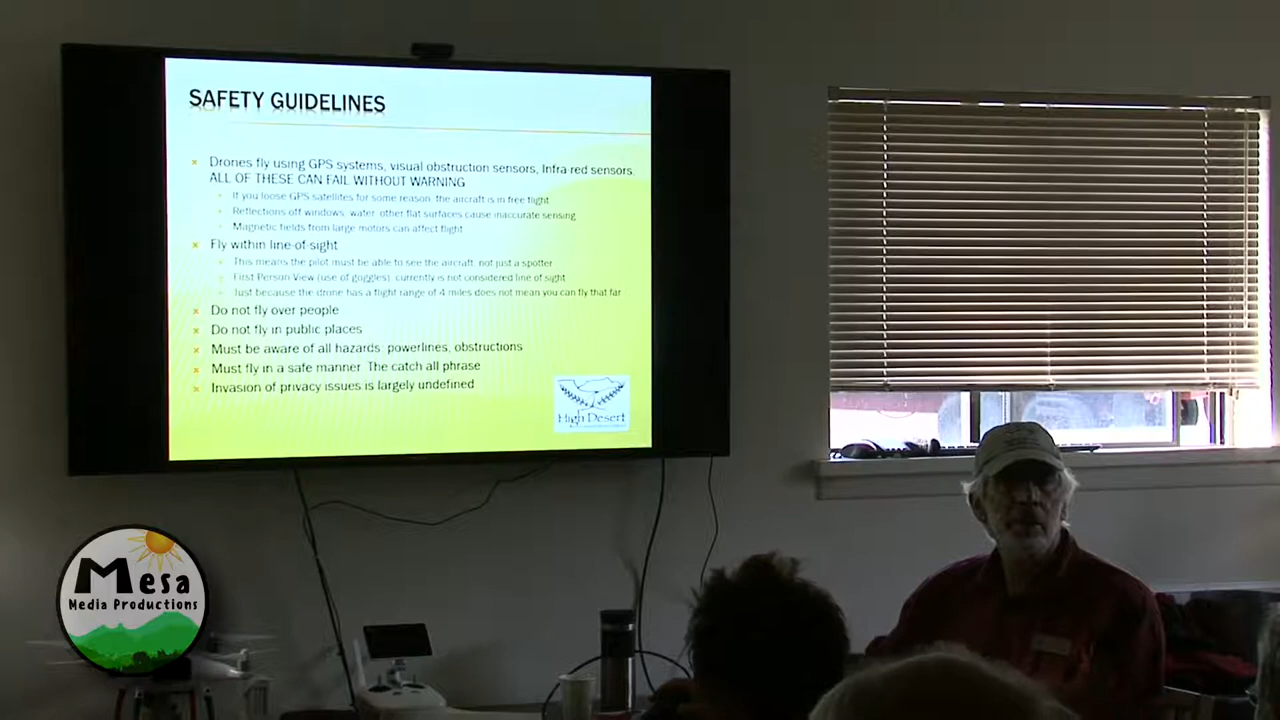 SAFETY GUIDELINES
Drones fly using GPS systems, visual obstruction sensors, Infra-red sensors,
ALL OF THESE CAN FAIL WITHOUT WARNING
If you loose GPS satellites for some reason, the aircraft is in free flight
Reflections off windows, water, other flat surfaces cause inaccurate sensing
Magnetic fields from large motors can affect flight
Fly within line-of-sight
This means the pilot must be able to see the aircraft, not just a spotter
First Person View (use of goggles), currently is not considered line of sight
Just because the drone has a flight range of 4 miles does not mean you can fly that far
Do not fly over people
Do not fly in public places
Must be aware of all hazards, powerlines, obstructions
Must fly in a safe manner. The catch all phrase
Invasion of privacy issues is largely undefined
High Desert
Mesa
Media Productions